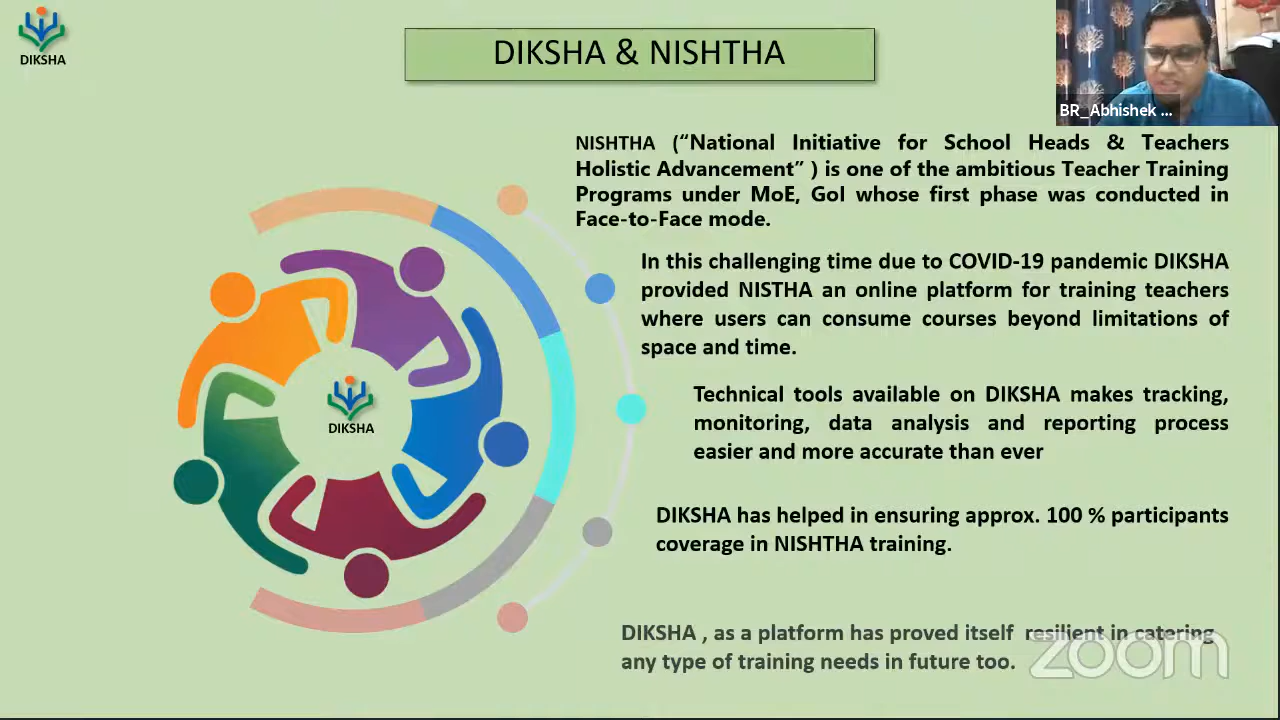 DIKSHA
DIKSHA & NISHTHA
BR_Abhishek ...
NISHTHA (“National Initiative for School Heads & Teachers
Holistic Advancement” ) is one of the ambitious Teacher Training
Programs under MoE, GoI whose first phase was conducted in
Face-to-Face mode.
In this challenging time due to COVID-19 pandemic DIKSHA
provided NISTHA an online platform for training teachers
where users can consume courses beyond limitations of
space and time.
Technical tools available on DIKSHA makes tracking,
monitoring, data analysis and reporting process
easier and more accurate than ever
DIKSHA
DIKSHA has helped in ensuring approx. 100 % participants
coverage in NISHTHA training.
DIKSHA , as a platform has proved itself resilient in catering
any type of training needs in future too.
zoom